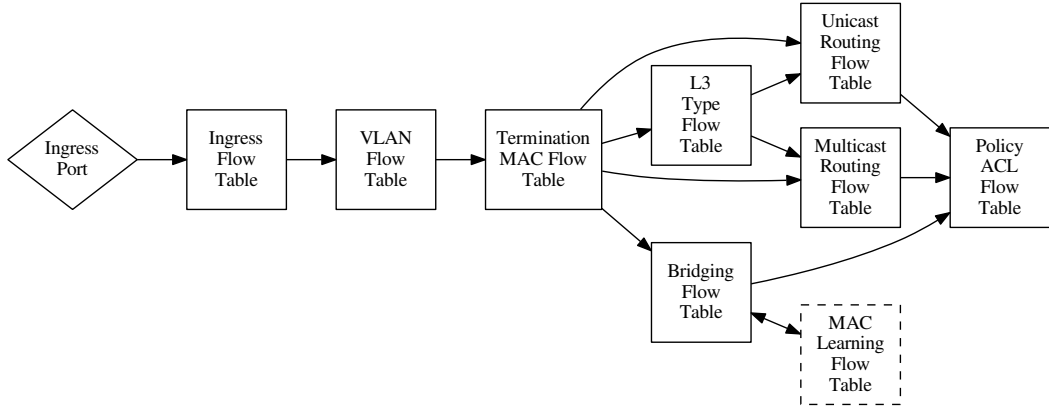 Ingress
Port
Ingress
Flow
Table
VLAN
Flow
Table
Termination
MAC Flow
Table
L3
Type
Flow
Table
Unicast
Routing
Flow
Table
Multicast
Routing
Flow
Table
Policy
ACL
Flow
Table
Bridging
Flow
Table
MAC
Learning
Flow
Table